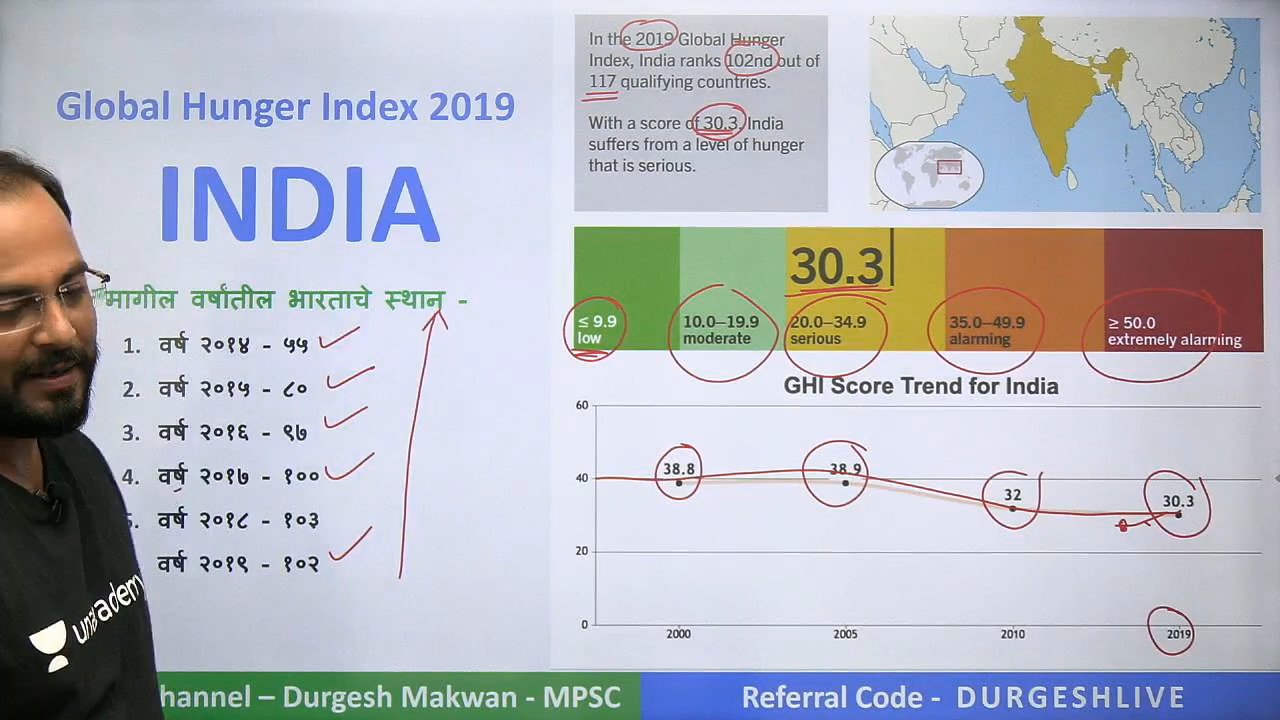 Global Hunger Index 2019
INDIA
मागील वर्षांतील भारताचे स्थान -
1. वर्ष २०१४ - ५५
2. वर्ष २०१५ - ८०
3. वर्ष २०१६ - ९७
4. वर्ष २०१७ - १००
वर्ष २०१८ - १०३
वर्ष २०१९ - १०२
In the 2019 Global Hunger
Index, India ranks 102nd out of
117 qualifying countries.
With a score of 30.3, India
suffers from a level of hunger
that is serious.
30.3
≤ 9.9
low
10.0–19.9
moderate
20.0–34.9
serious
35.0–49.9
alarming
≥ 50.0
extremely alarming
GHI Score Trend for India
60
40
20
0
38.8
38.9
32
30.3
2000
2005
2010
2019
unacademy
hannel – Durgesh Makwan - MPSC
Referral Code - DURGESHLIVE